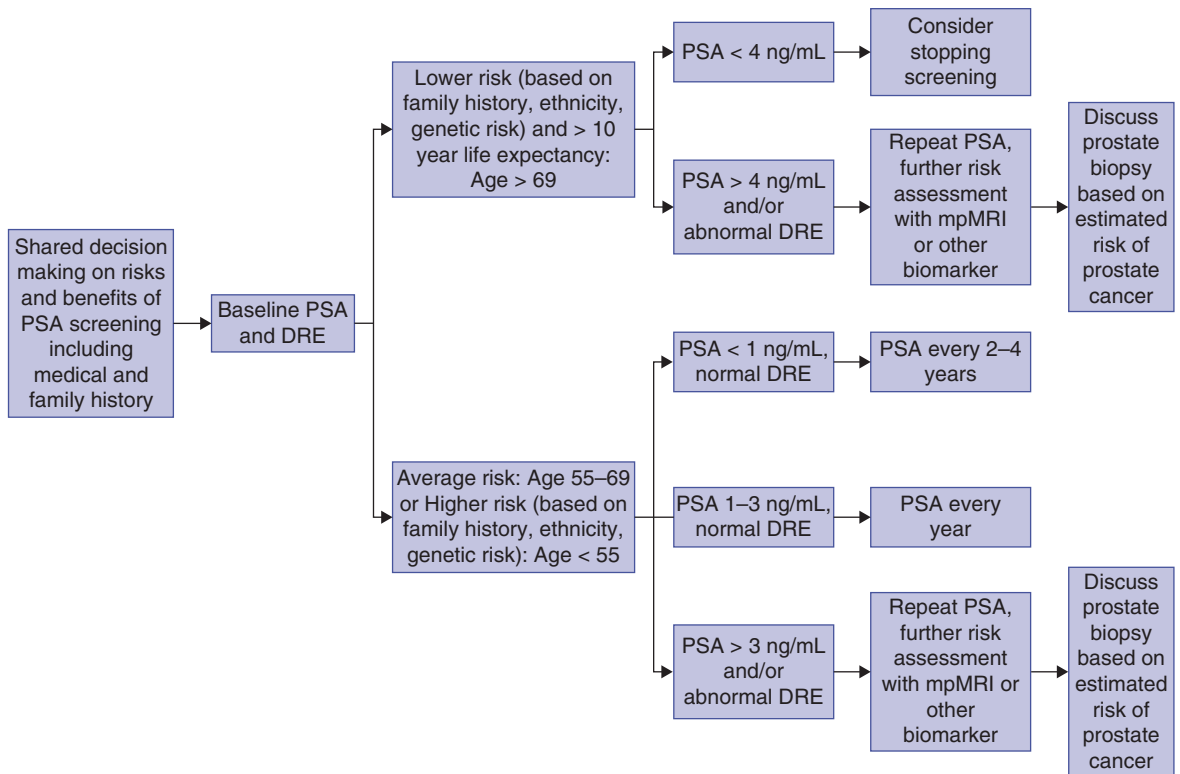 Shared decision
making on risks
and benefits of
PSA screening
including
medical and
family history
Baseline PSA
and DRE
Lower risk (based on
family history, ethnicity,
genetic risk) and > 10
year life expectancy:
Age > 69
PSA < 4 ng/mL
Consider
stopping
screening
PSA > 4 ng/mL
and/or
abnormal DRE
Repeat PSA,
further risk
assessment
with mpMRI
or other
biomarker
Discuss
prostate
biopsy
based on
estimated
risk of
prostate
cancer
Average risk: Age 55–69
or Higher risk (based on
family history, ethnicity,
genetic risk): Age < 55
PSA < 1 ng/mL,
normal DRE
PSA every 2–4
years
PSA 1–3 ng/mL,
normal DRE
PSA every
year
PSA > 3 ng/mL
and/or
abnormal DRE
Repeat PSA,
further risk
assessment
with mpMRI or
other
biomarker
Discuss
prostate
biopsy
based on
estimated
risk of
prostate
cancer